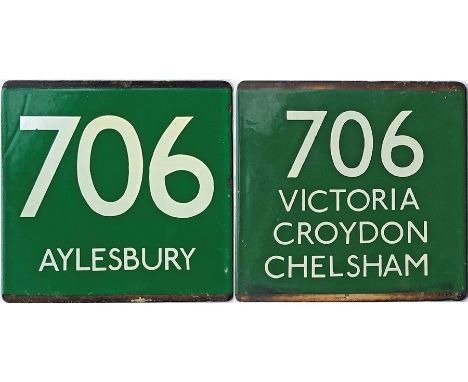 706
AYLESBURY
706
VICTORIA
CROYDON
CHELSHAM